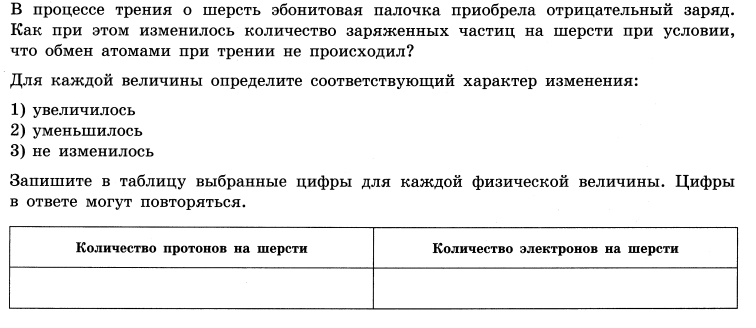 В процессе трения о шерсть эбонитовая палочка приобрела отрицательный заряд.
Как при этом изменилось количество заряженных частиц на шерсти при условии,
что обмен атомами при трении не происходил?
Для каждой величины определите соответствующий характер изменения:
1) увеличилось
2) уменьшилось
3) не изменилось
Запишите в таблицу выбранные цифры для каждой физической величины. Цифры
в ответе могут повторяться.
Количество протонов на шерсти
Количество электронов на шерсти